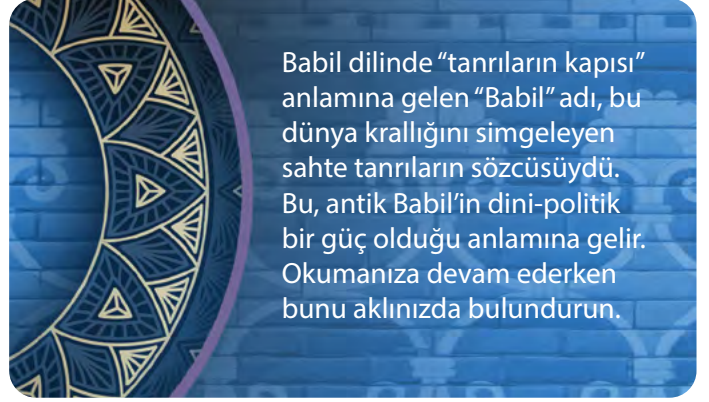 Babil dilinde “tanrıların kapısı”
anlamına gelen “Babil” adı, bu
dünya krallığını simgeleyen
sahte tanrıların sözcüsüydü.
Bu, antik Babil’in dini-politik
bir güç olduğu anlamına gelir.
Okumanıza devam ederken
bunu aklınızda bulundurun.